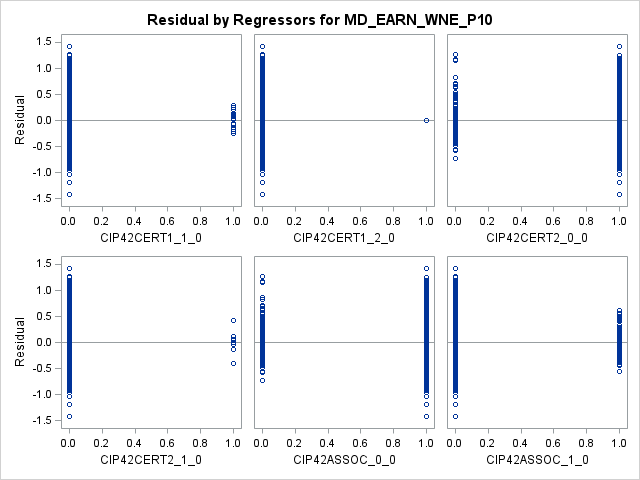 Residual by Regressors for MD_EARN_WNE_P10
1.5
1.0
0.5
0.0
-0.5
-1.0
-1.5
Residual
0.0 0.2 0.4 0.6 0.8 1.0
CIP42CERT1_1_0
0.0 0.2 0.4 0.6 0.8 1.0
CIP42CERT1_2_0
0.0 0.2 0.4 0.6 0.8 1.0
CIP42CERT2_0_0
1.5
1.0
0.5
0.0
-0.5
-1.0
-1.5
Residual
0.0 0.2 0.4 0.6 0.8 1.0
CIP42CERT2_1_0
0.0 0.2 0.4 0.6 0.8 1.0
CIP42ASSOC_0_0
0.0 0.2 0.4 0.6 0.8 1.0
CIP42ASSOC_1_0